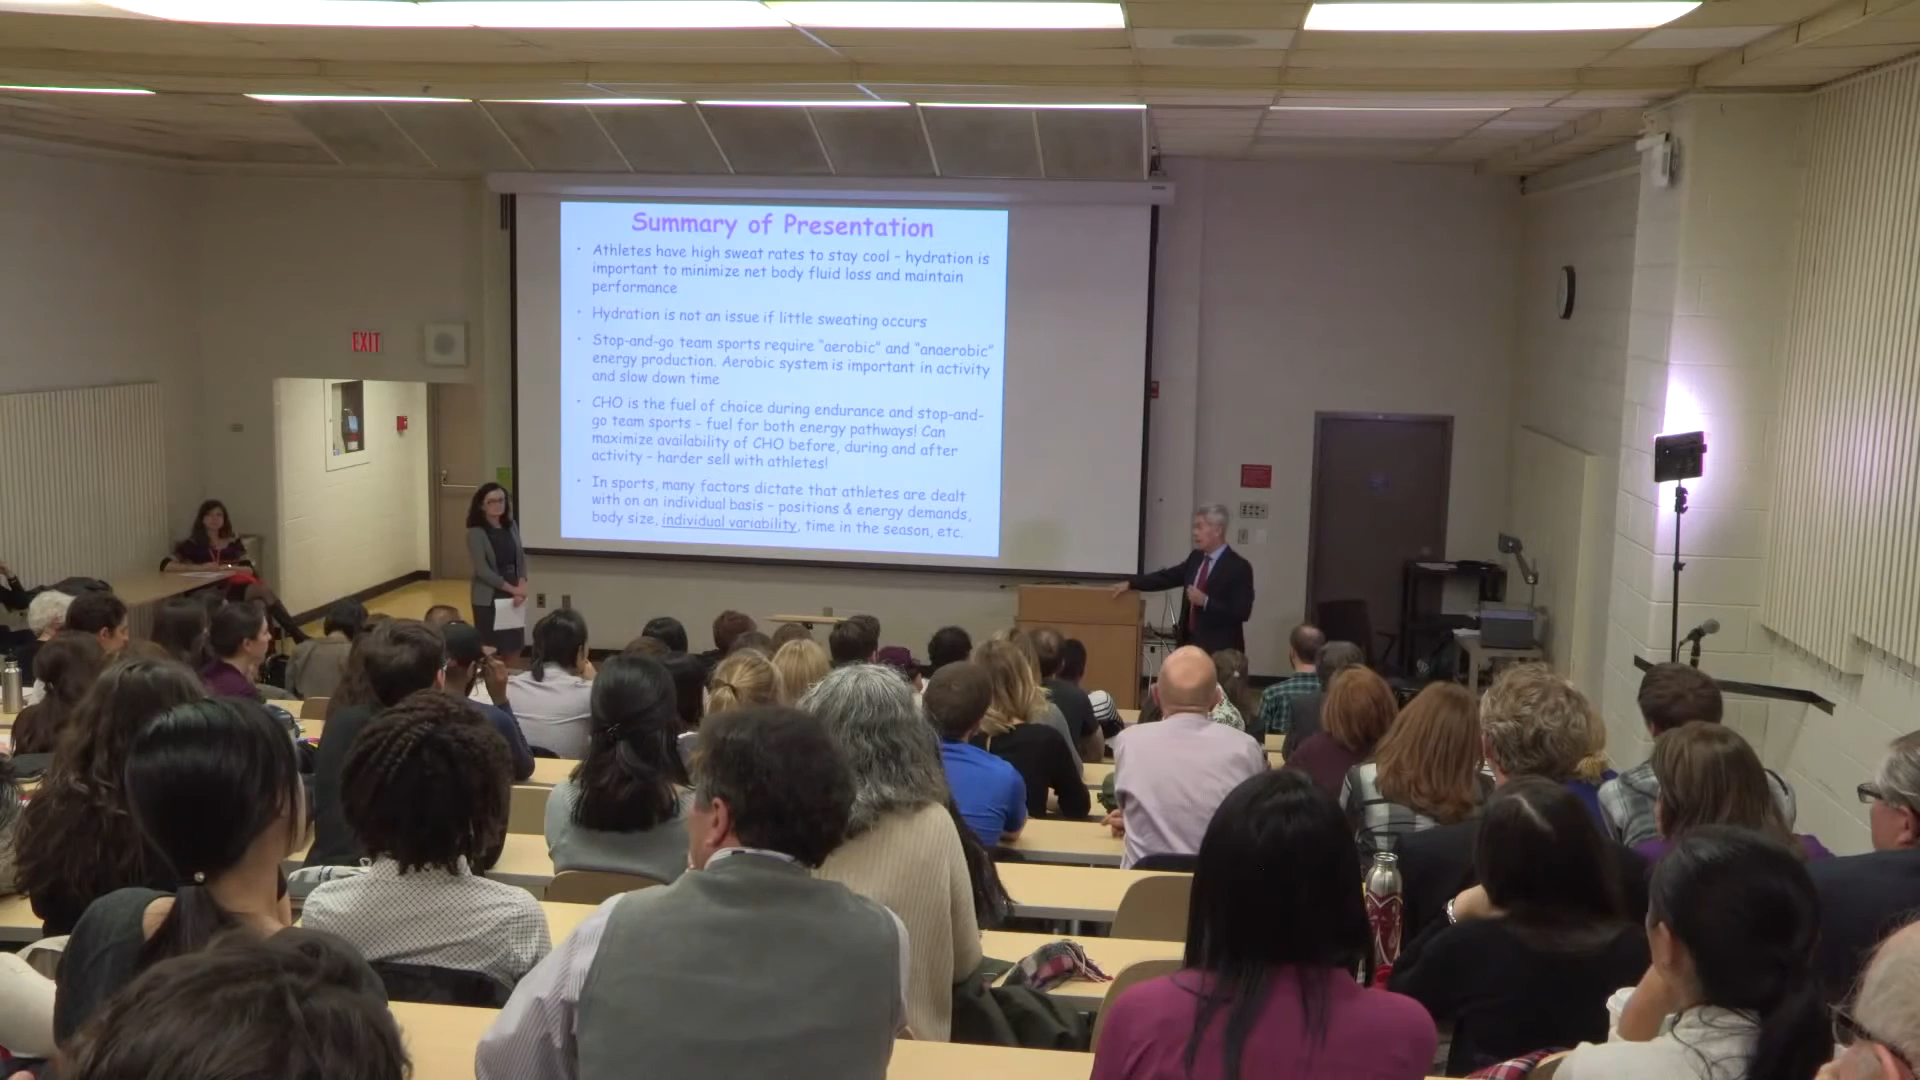 Summary of Presentation
• Athletes have high sweat rates to stay cool – hydration is
important to minimize net body fluid loss and maintain
performance
• Hydration is not an issue if little sweating occurs
• Stop-and-go team sports require “aerobic” and “anaerobic”
energy production. Aerobic system is important in activity
and slow down time
• CHO is the fuel of choice during endurance and stop-and-
go team sports - fuel for both energy pathways! Can
maximize availability of CHO before, during and after
activity – harder sell with athletes!
• In sports, many factors dictate that athletes are dealt
with on an individual basis – positions & energy demands,
body size, individual variability, time in the season, etc.
EXIT